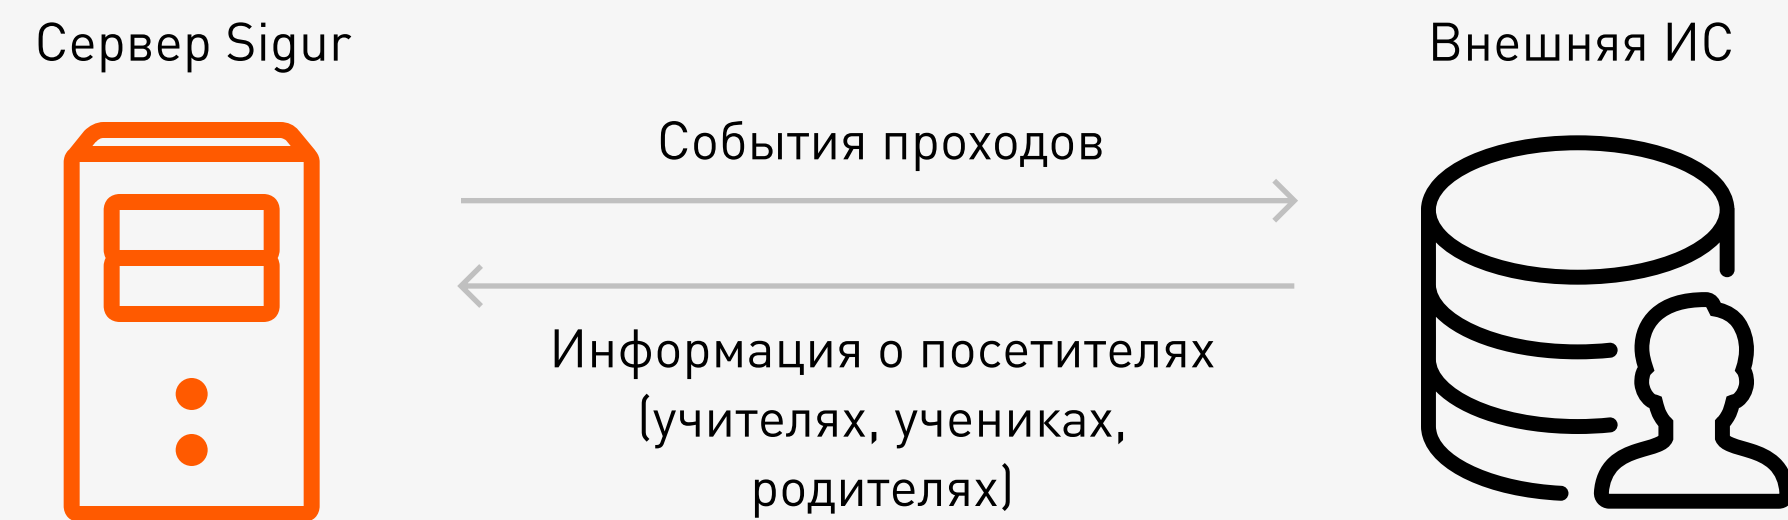 Сервер Sigur
Внешняя ИС
События проходов
Информация о посетителях
(учителях, учениках,
родителях)